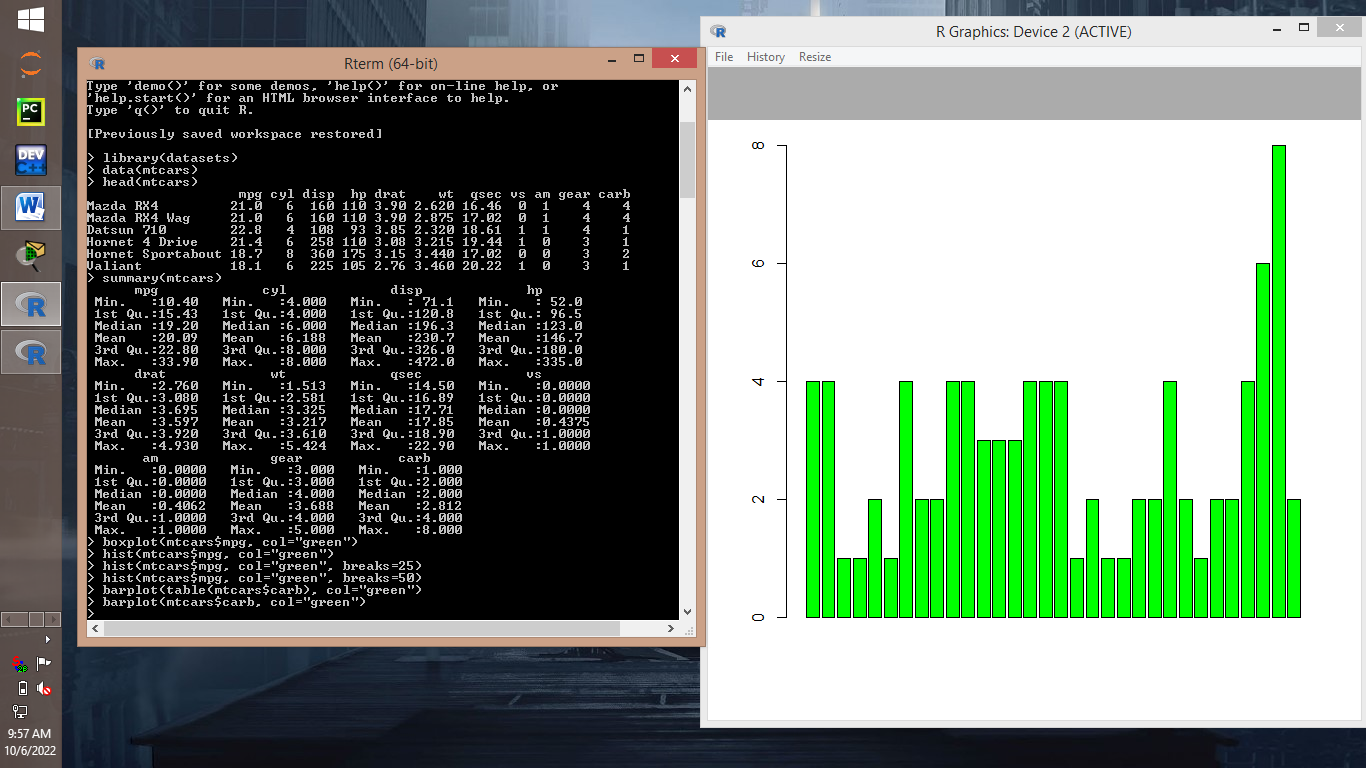 Rterm (64-bit)
Type 'demo()' for some demos, 'help()' for on-line help, or
'help.start()' for an HTML browser interface to help.
Type 'q()' to quit R.
[Previously saved workspace restored]
> library(datasets)
> data(mtcars)
> head(mtcars)
mpg cyl disp hp drat wt qsec vs am gear carb
Mazda RX4 21.0 6 160 110 3.90 2.620 16.46 0 1 4 4
Mazda RX4 Wag 21.0 6 160 110 3.90 2.875 17.02 0 1 4 4
Datsun 710 22.8 4 108 93 3.85 2.320 18.61 1 1 4 1
Hornet 4 Drive 21.4 6 258 110 3.08 3.215 19.44 1 0 3 1
Hornet Sportabout 18.7 8 360 175 3.15 3.440 17.02 0 0 3 2
Valiant 18.1 6 225 105 2.76 3.460 20.22 1 0 3 1
> summary(mtcars)
mpg cyl disp hp
Min. :10.40 Min. :4.000 Min. : 71.1 Min. : 52.0
1st Qu.:15.43 1st Qu.:4.000 1st Qu.:120.8 1st Qu.: 96.5
Median :19.20 Median :6.000 Median :196.3 Median :123.0
Mean :20.09 Mean :6.188 Mean :230.7 Mean :146.7
3rd Qu.:22.80 3rd Qu.:8.000 3rd Qu.:326.0 3rd Qu.:180.0
Max. :33.90 Max. :8.000 Max. :472.0 Max. :335.0
drat wt qsec vs
Min. :2.760 Min. :1.513 Min. :14.50 Min. :0.0000
1st Qu.:3.080 1st Qu.:2.581 1st Qu.:16.89 1st Qu.:0.0000
Median :3.695 Median :3.325 Median :17.71 Median :0.0000
Mean :3.597 Mean :3.217 Mean :17.85 Mean :0.4375
3rd Qu.:3.920 3rd Qu.:3.610 3rd Qu.:18.90 3rd Qu.:1.0000
Max. :4.930 Max. :5.424 Max. :22.90 Max. :1.0000
am gear carb
Min. :0.0000 Min. :3.000 Min. :1.000
1st Qu.:0.0000 1st Qu.:3.000 1st Qu.:2.000
Median :0.0000 Median :4.000 Median :2.000
Mean :0.4062 Mean :3.688 Mean :2.812
3rd Qu.:1.0000 3rd Qu.:4.000 3rd Qu.:4.000
Max. :1.0000 Max. :5.000 Max. :8.000
> boxplot(mtcars$mpg, col="green")
> hist(mtcars$mpg, col="green")
> hist(mtcars$mpg, col="green", breaks=25)
> hist(mtcars$mpg, col="green", breaks=50)
> barplot(table(mtcars$carb), col="green")
> barplot(mtcars$carb, col="green")
>
R Graphics: Device 2 (ACTIVE)
File History Resize
8
6
4
2
0
PC
DEV
C++
W
R
R
9:57 AM
10/6/2022